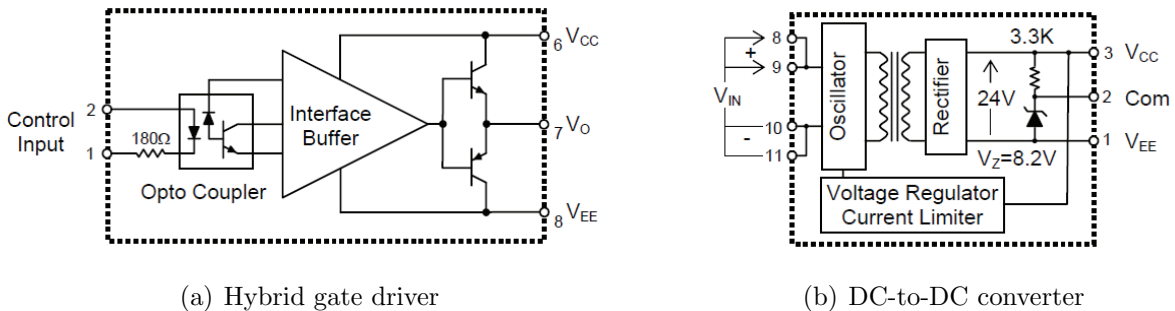 Control
Input
2
1
180Ω
Opto Coupler
Interface
Buffer
6 VCC
7 VO
8 VEE
(a) Hybrid gate driver
VIN
+
-
8
9
10
11
Oscillator
Rectifier
24V
3.3K
VZ=8.2V
3 VCC
2 Com
1 VEE
Voltage Regulator
Current Limiter
(b) DC-to-DC converter